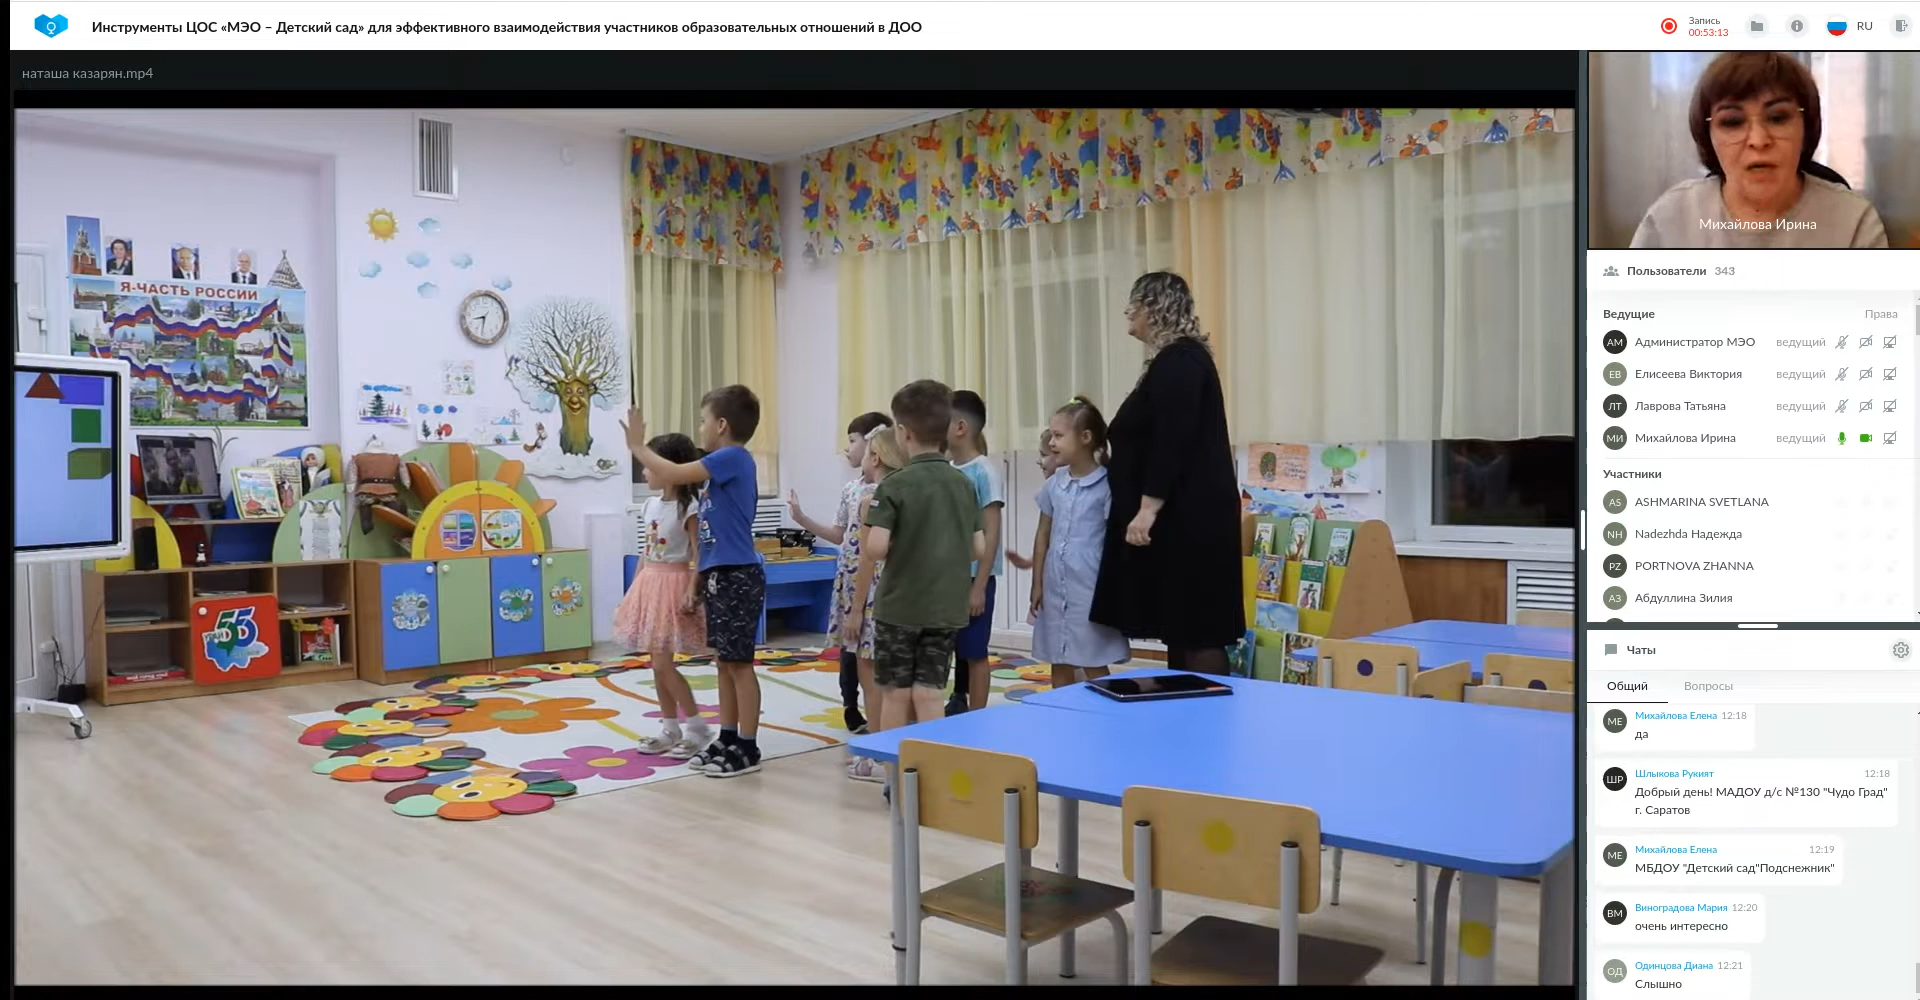 Инструменты ЦОС «МЭО – Детский сад» для эффективного взаимодействия участников образовательных отношений в ДОО
Запись
00:53:13
RU
наташа казарян.mp4
Я-ЧАСТЬ РОССИИ
55
Михайлова Ирина
Пользователи 343
Ведущие Права
АМ Администратор МЭО ведущий
ЕВ Елисеева Виктория ведущий
ЛТ Лаврова Татьяна ведущий
МИ Михайлова Ирина ведущий
Участники
AS ASHMARINA SVETLANA
NН Nadezhda Надежда
PZ PORTNOVA ZHANNA
АЗ Абдуллина Зилия
Чаты
Общий Вопросы
МЕ Михайлова Елена 12:18
да
ШР Шлыкова Рукият 12:18
Добрый день! МАДОУ д/с №130 "Чудо Град"
г. Саратов
МЕ Михайлова Елена 12:19
МБДОУ "Детский сад"Подснежник"
ВМ Виноградова Мария 12:20
очень интересно
ОД Одинцова Диана 12:21
Слышно